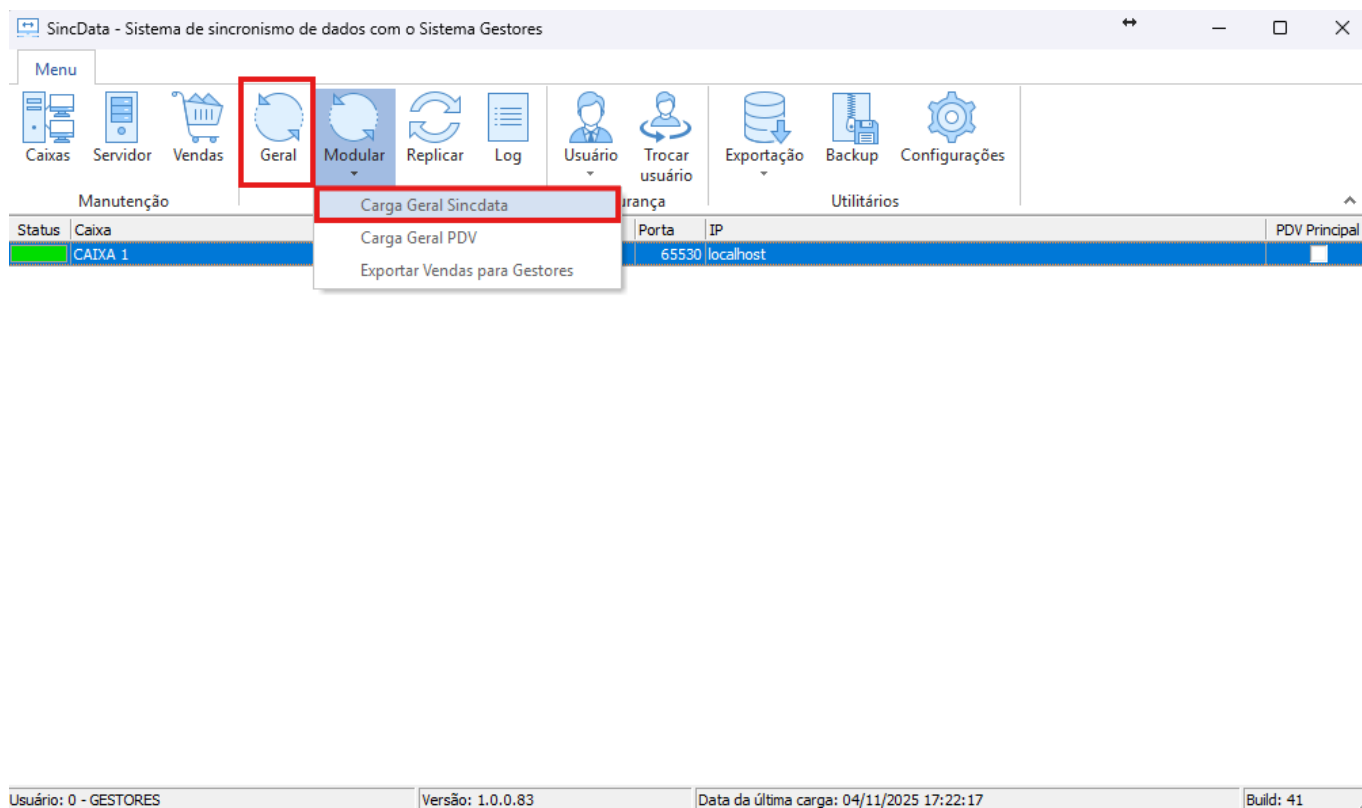 SincData - Sistema de sincronismo de dados com o Sistema Gestores
Menu
Caixas Servidor Vendas Geral Modular Replicar Log Usuário Trocar usuário Exportação Backup Configurações
Manutenção urança Utilitários
Carga Geral Sincdata
Carga Geral PDV
Exportar Vendas para Gestores
Status Caixa Porta IP PDV Principal
CAIXA 1 65530 localhost
Usuário: 0 - GESTORES Versão: 1.0.0.83 Data da última carga: 04/11/2025 17:22:17 Build: 41